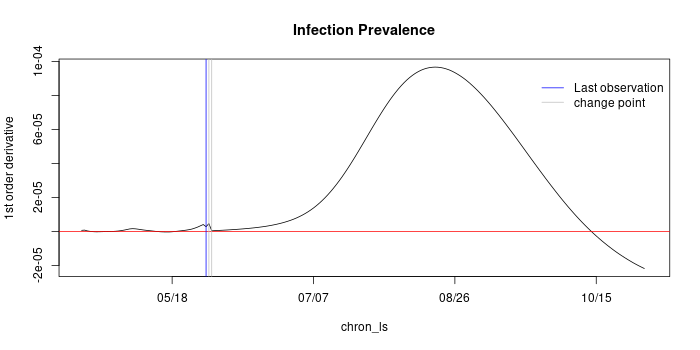 Infection Prevalence
1e-04
6e-05
2e-05
-2e-05
1st order derivative
Last observation
change point
05/18
07/07
08/26
10/15
chron_ls